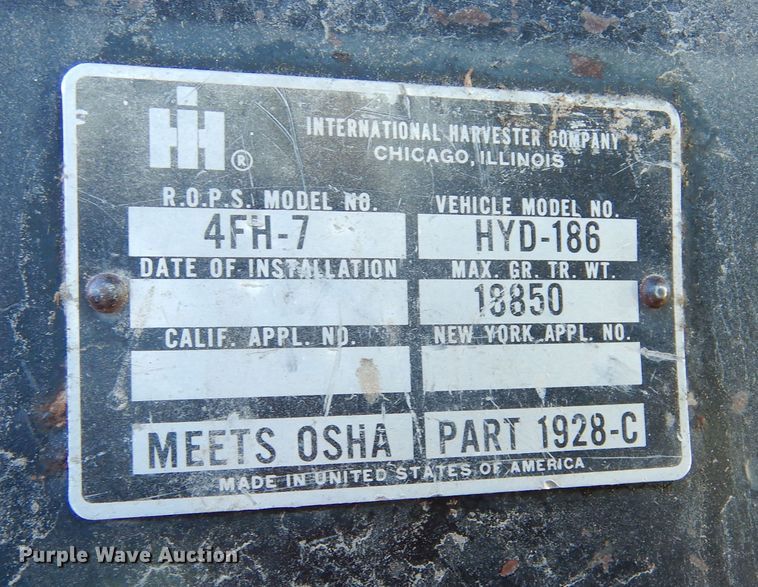 IH ®
INTERNATIONAL HARVESTER COMPANY
CHICAGO, ILLINOIS
R.O.P.S. MODEL NO. VEHICLE MODEL NO.
4FH-7 HYD-186
DATE OF INSTALLATION MAX. GR. TR. WT.
18850
CALIF. APPL. NO. NEW YORK APPL. NO.
MEETS OSHA PART 1928-C
MADE IN UNITED STATES OF AMERICA
Purple Wave Auction